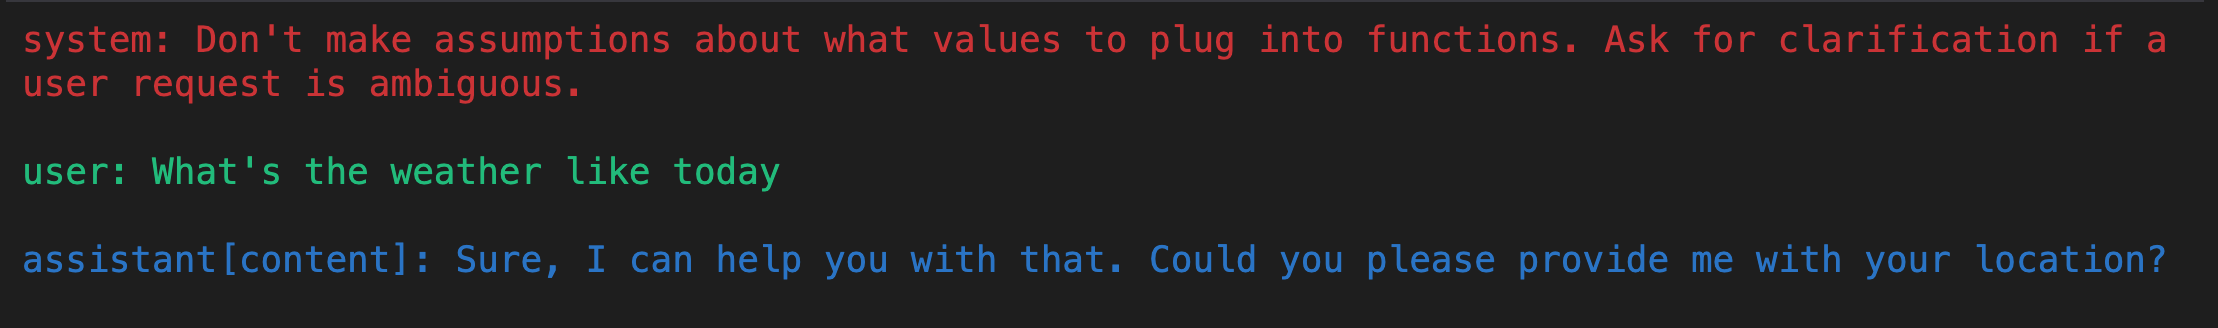 system: Don't make assumptions about what values to plug into functions. Ask for clarification if a
user request is ambiguous.
user: What's the weather like today
assistant[content]: Sure, I can help you with that. Could you please provide me with your location?